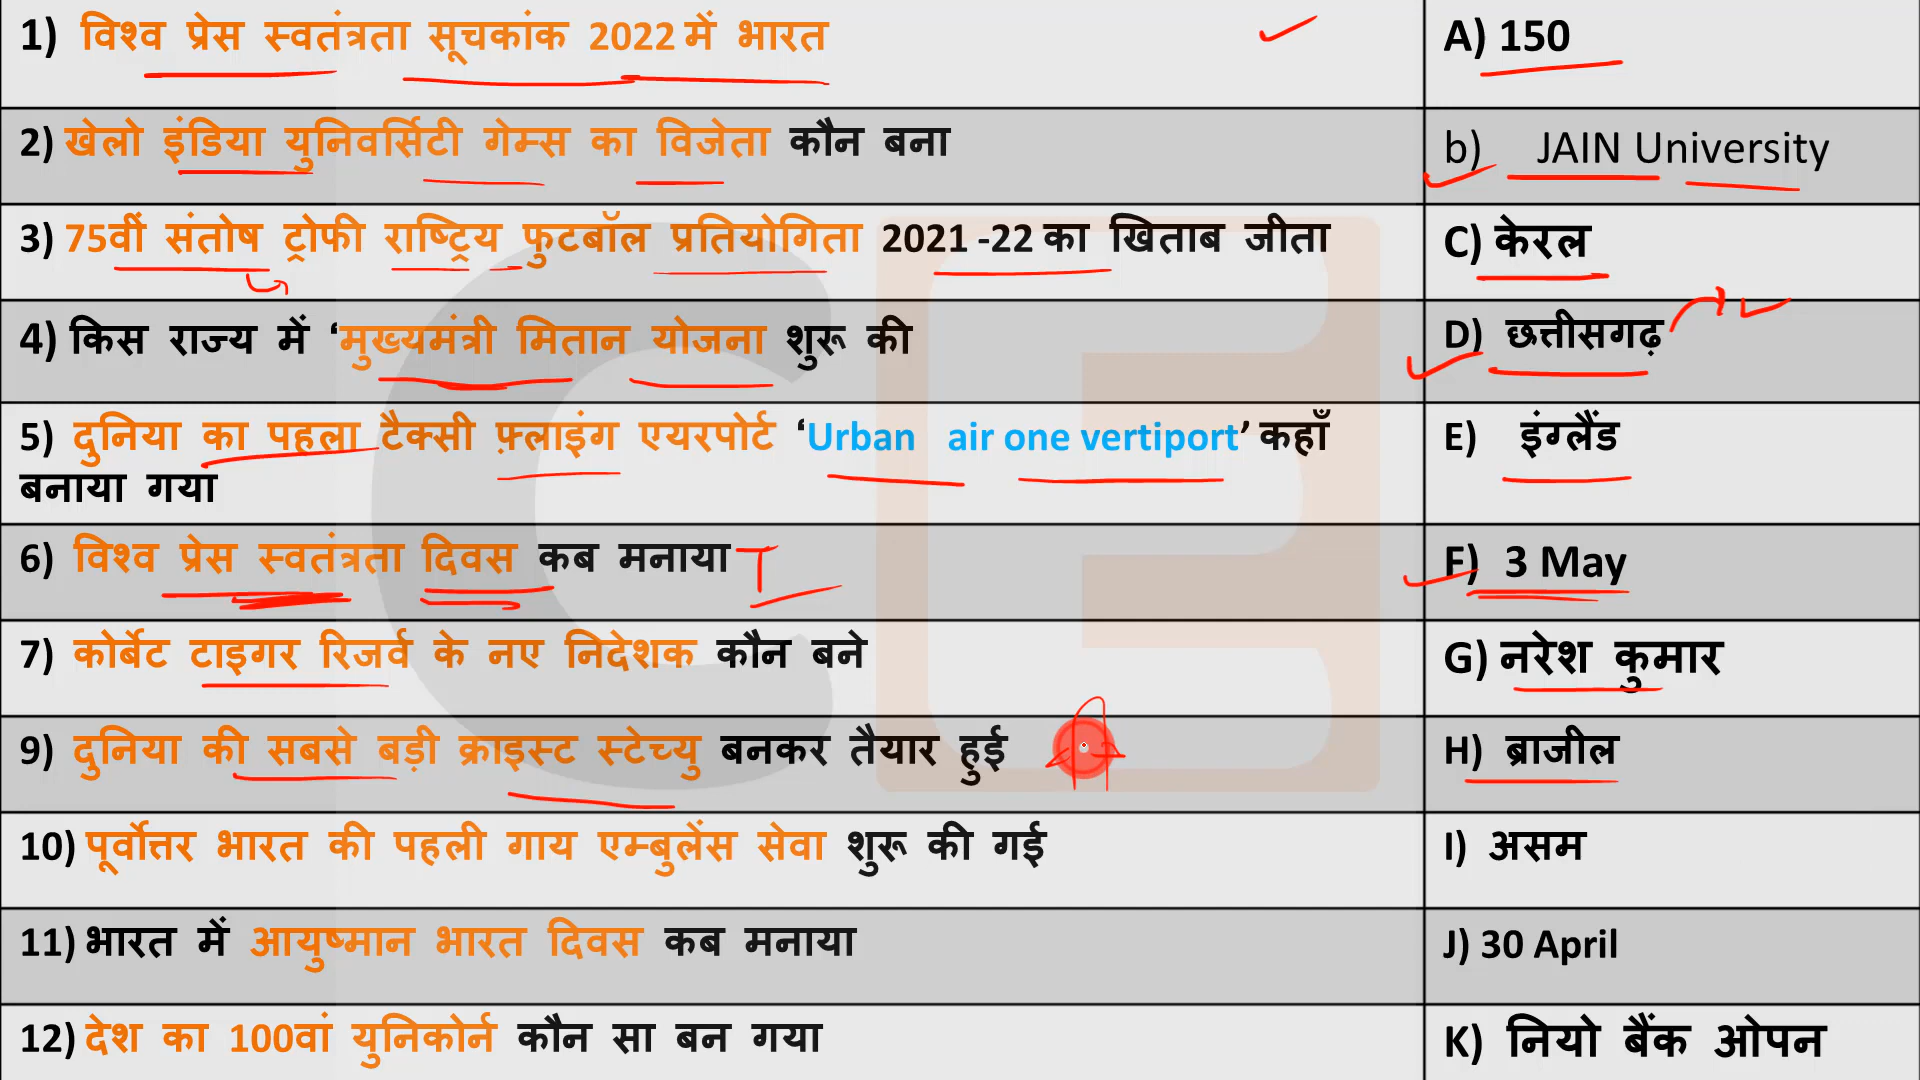 1) विश्व प्रेस स्वतंत्रता सूचकांक 2022 में भारत
A) 150
2) खेलो इंडिया युनिवर्सिटी गेम्स का विजेता कौन बना
b) JAIN University
3) 75वीं संतोष ट्रोफी राष्ट्रिय फुटबॉल प्रतियोगिता 2021 -22 का खिताब जीता
C) केरल
4) किस राज्य में ‘मुख्यमंत्री मितान योजना शुरू की
D) छत्तीसगढ़
5) दुनिया का पहला टैक्सी फ़्लाइंग एयरपोर्ट ‘Urban air one vertiport’ कहाँ
बनाया गया
E) इंग्लैंड
6) विश्व प्रेस स्वतंत्रता दिवस कब मनाया
F) 3 May
7) कोर्बेट टाइगर रिजर्व के नए निदेशक कौन बने
G) नरेश कुमार
9) दुनिया की सबसे बड़ी क्राइस्ट स्टेच्यु बनकर तैयार हुई
H) ब्राजील
10) पूर्वोत्तर भारत की पहली गाय एम्बुलेंस सेवा शुरू की गई
I) असम
11) भारत में आयुष्मान भारत दिवस कब मनाया
J) 30 April
12) देश का 100वां युनिकोर्न कौन सा बन गया
K) नियो बैंक ओपन